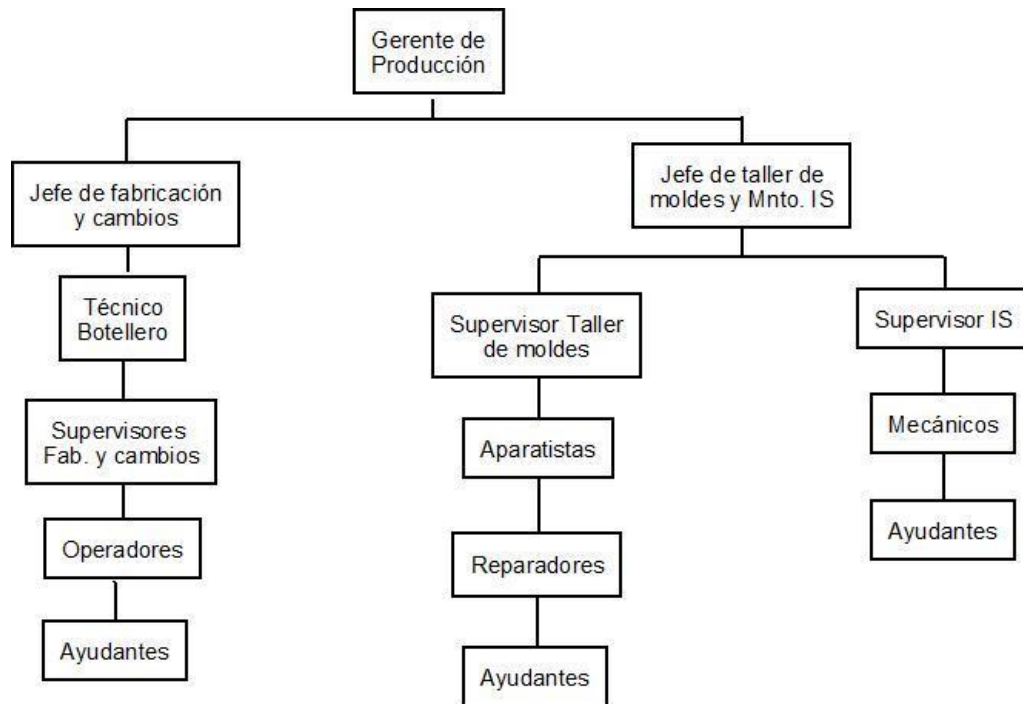 Gerente de
Producción
Jefe de fabricación
y cambios
Jefe de taller de
moldes y Mnto. IS
Técnico
Botellero
Supervisor Taller
de moldes
Supervisor IS
Supervisores
Fab. y cambios
Aparatistas
Mecánicos
Operadores
Reparadores
Ayudantes
Ayudantes
Ayudantes